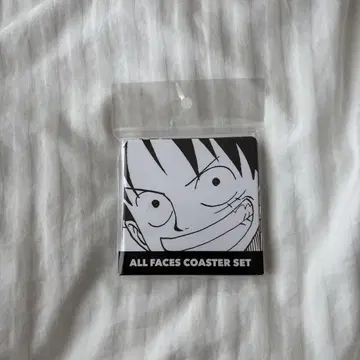 ALL FACES COASTER SET